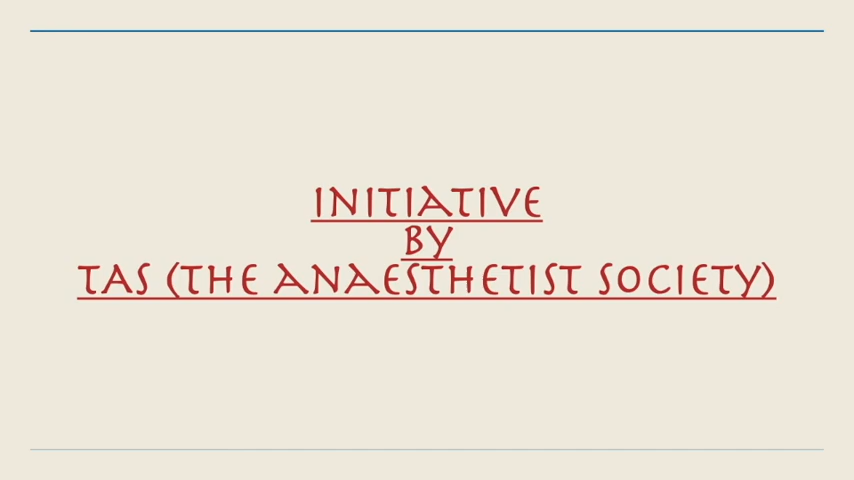 INITIATIVE
BY
TAS (THE ANAESTHETIST SOCIETY)